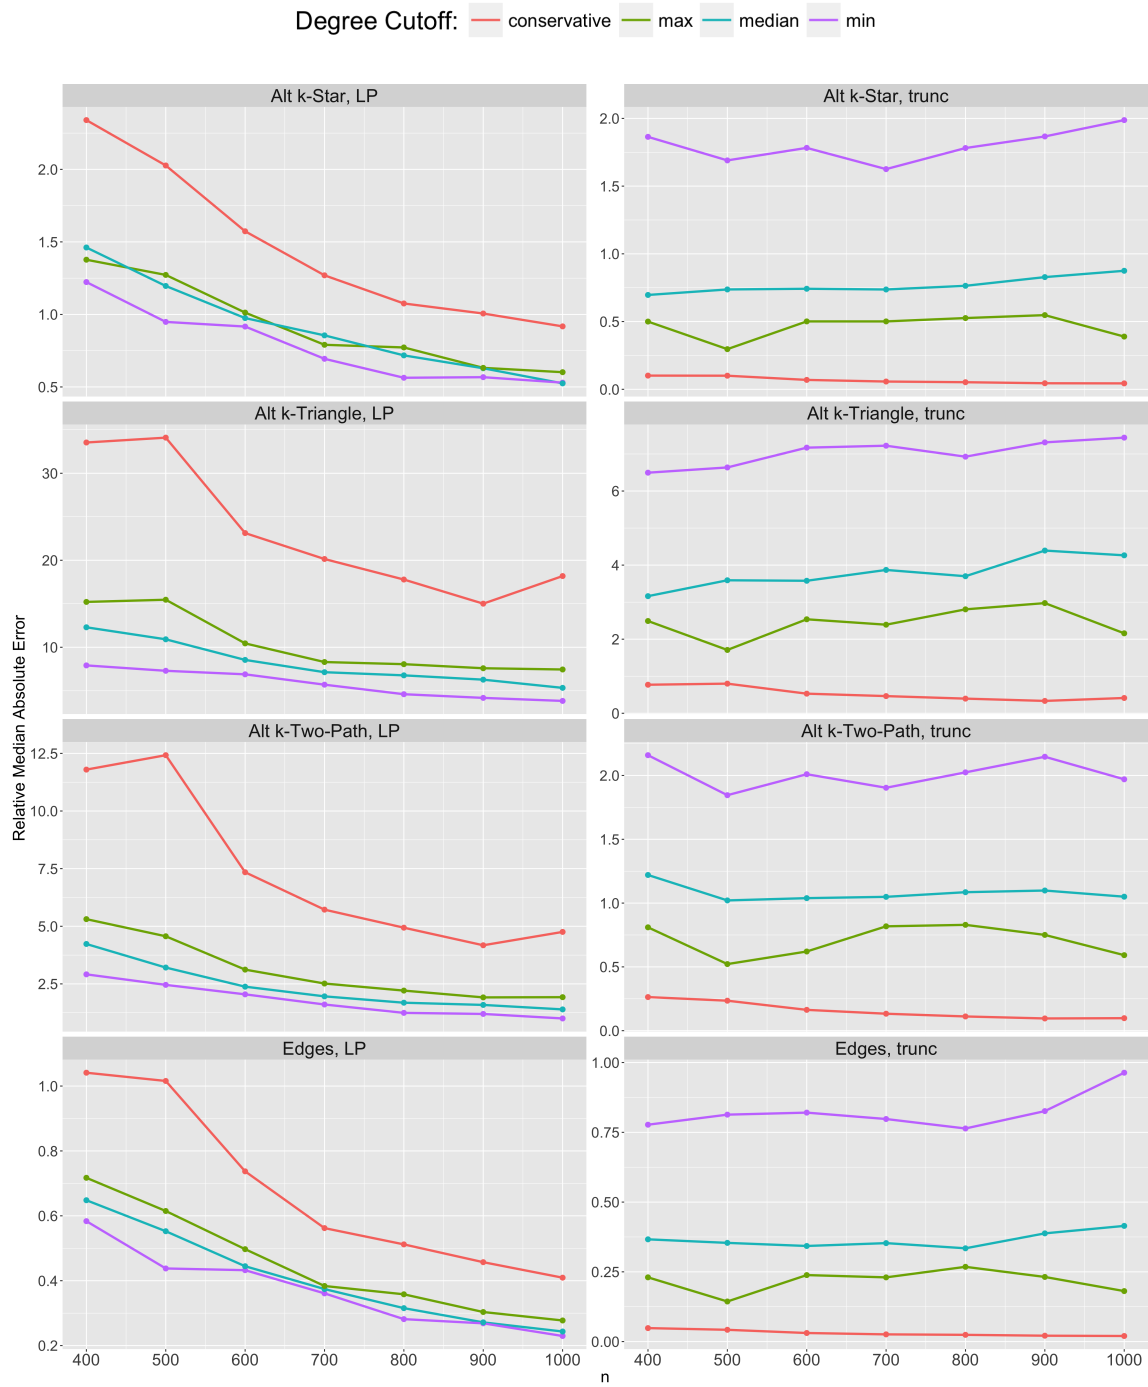 Degree Cutoff: conservative max median min
Alt k-Star, LP
2.0
1.5
1.0
0.5
Alt k-Star, trunc
2.0
1.5
1.0
0.5
0.0
Alt k-Triangle, LP
30
20
10
Alt k-Triangle, trunc
6
4
2
0
Alt k-Two-Path, LP
12.5
10.0
7.5
5.0
2.5
Alt k-Two-Path, trunc
2.0
1.5
1.0
0.5
0.0
Edges, LP
1.0
0.8
0.6
0.4
0.2
400 500 600 700 800 900 1000
Edges, trunc
1.00
0.75
0.50
0.25
0.00
400 500 600 700 800 900 1000
Relative Median Absolute Error
n